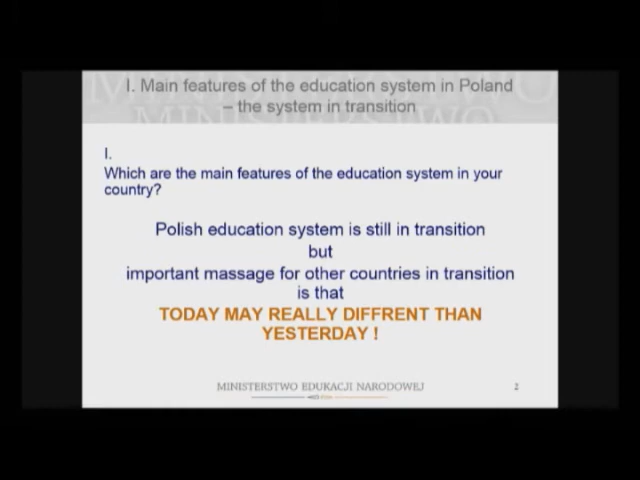 I. Main features of the education system in Poland
– the system in transition
I.
Which are the main features of the education system in your
country?
Polish education system is still in transition
but
important massage for other countries in transition
is that
TODAY MAY REALLY DIFFRENT THAN
YESTERDAY !
MINISTERSTWO EDUKACJI NARODOWEJ
2